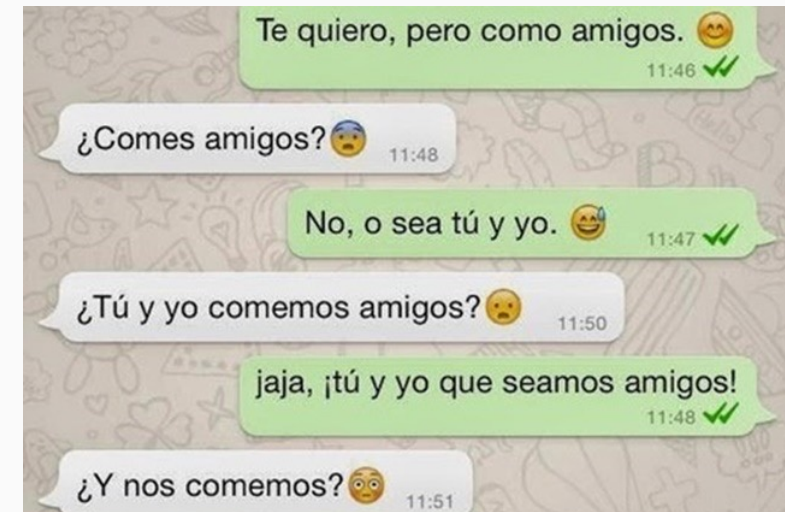 Te quiero, pero como amigos. 😊
11:46
¿Comes amigos?😨 11:48
No, o sea tú y yo. 😅 11:47
¿Tú y yo comemos amigos?😦 11:50
jaja, ¡tú y yo que seamos amigos!
11:48
¿Y nos comemos?😳 11:51